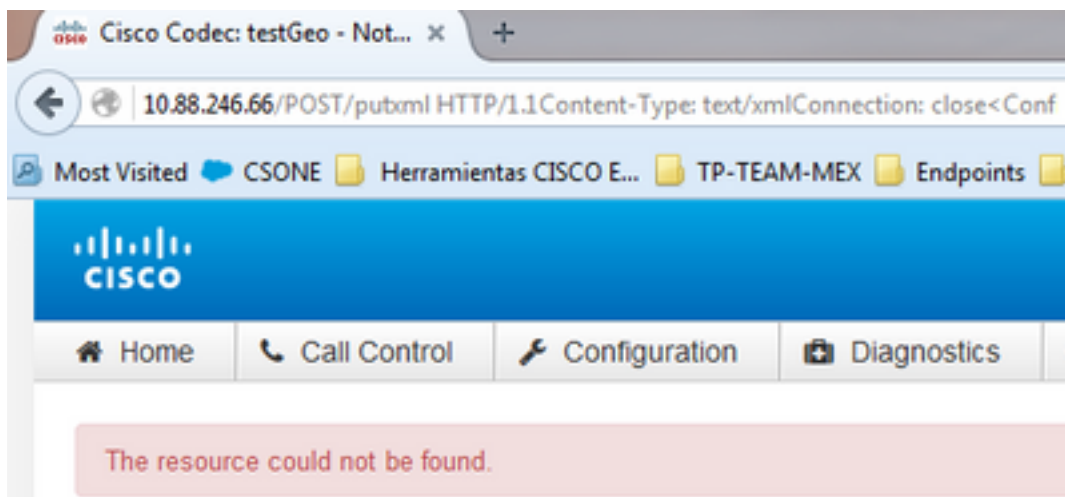 Cisco Codec: testGeo - Not...
10.88.246.66/POST/putxml HTTP/1.1Content-Type: text/xmlConnection: close<Conf
Most Visited CSONE Herramientas CISCO E... TP-TEAM-MEX Endpoints
CISCO
Home Call Control Configuration Diagnostics
The resource could not be found.